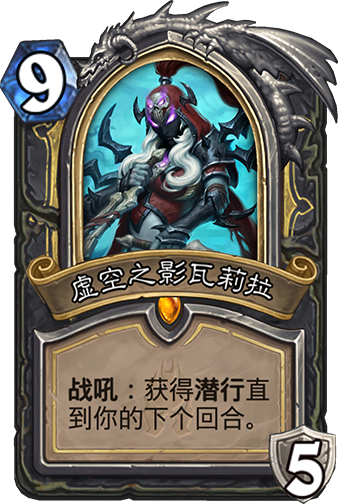 9
虚空之影瓦莉拉
战吼：获得潜行直
到你的下个回合。
5